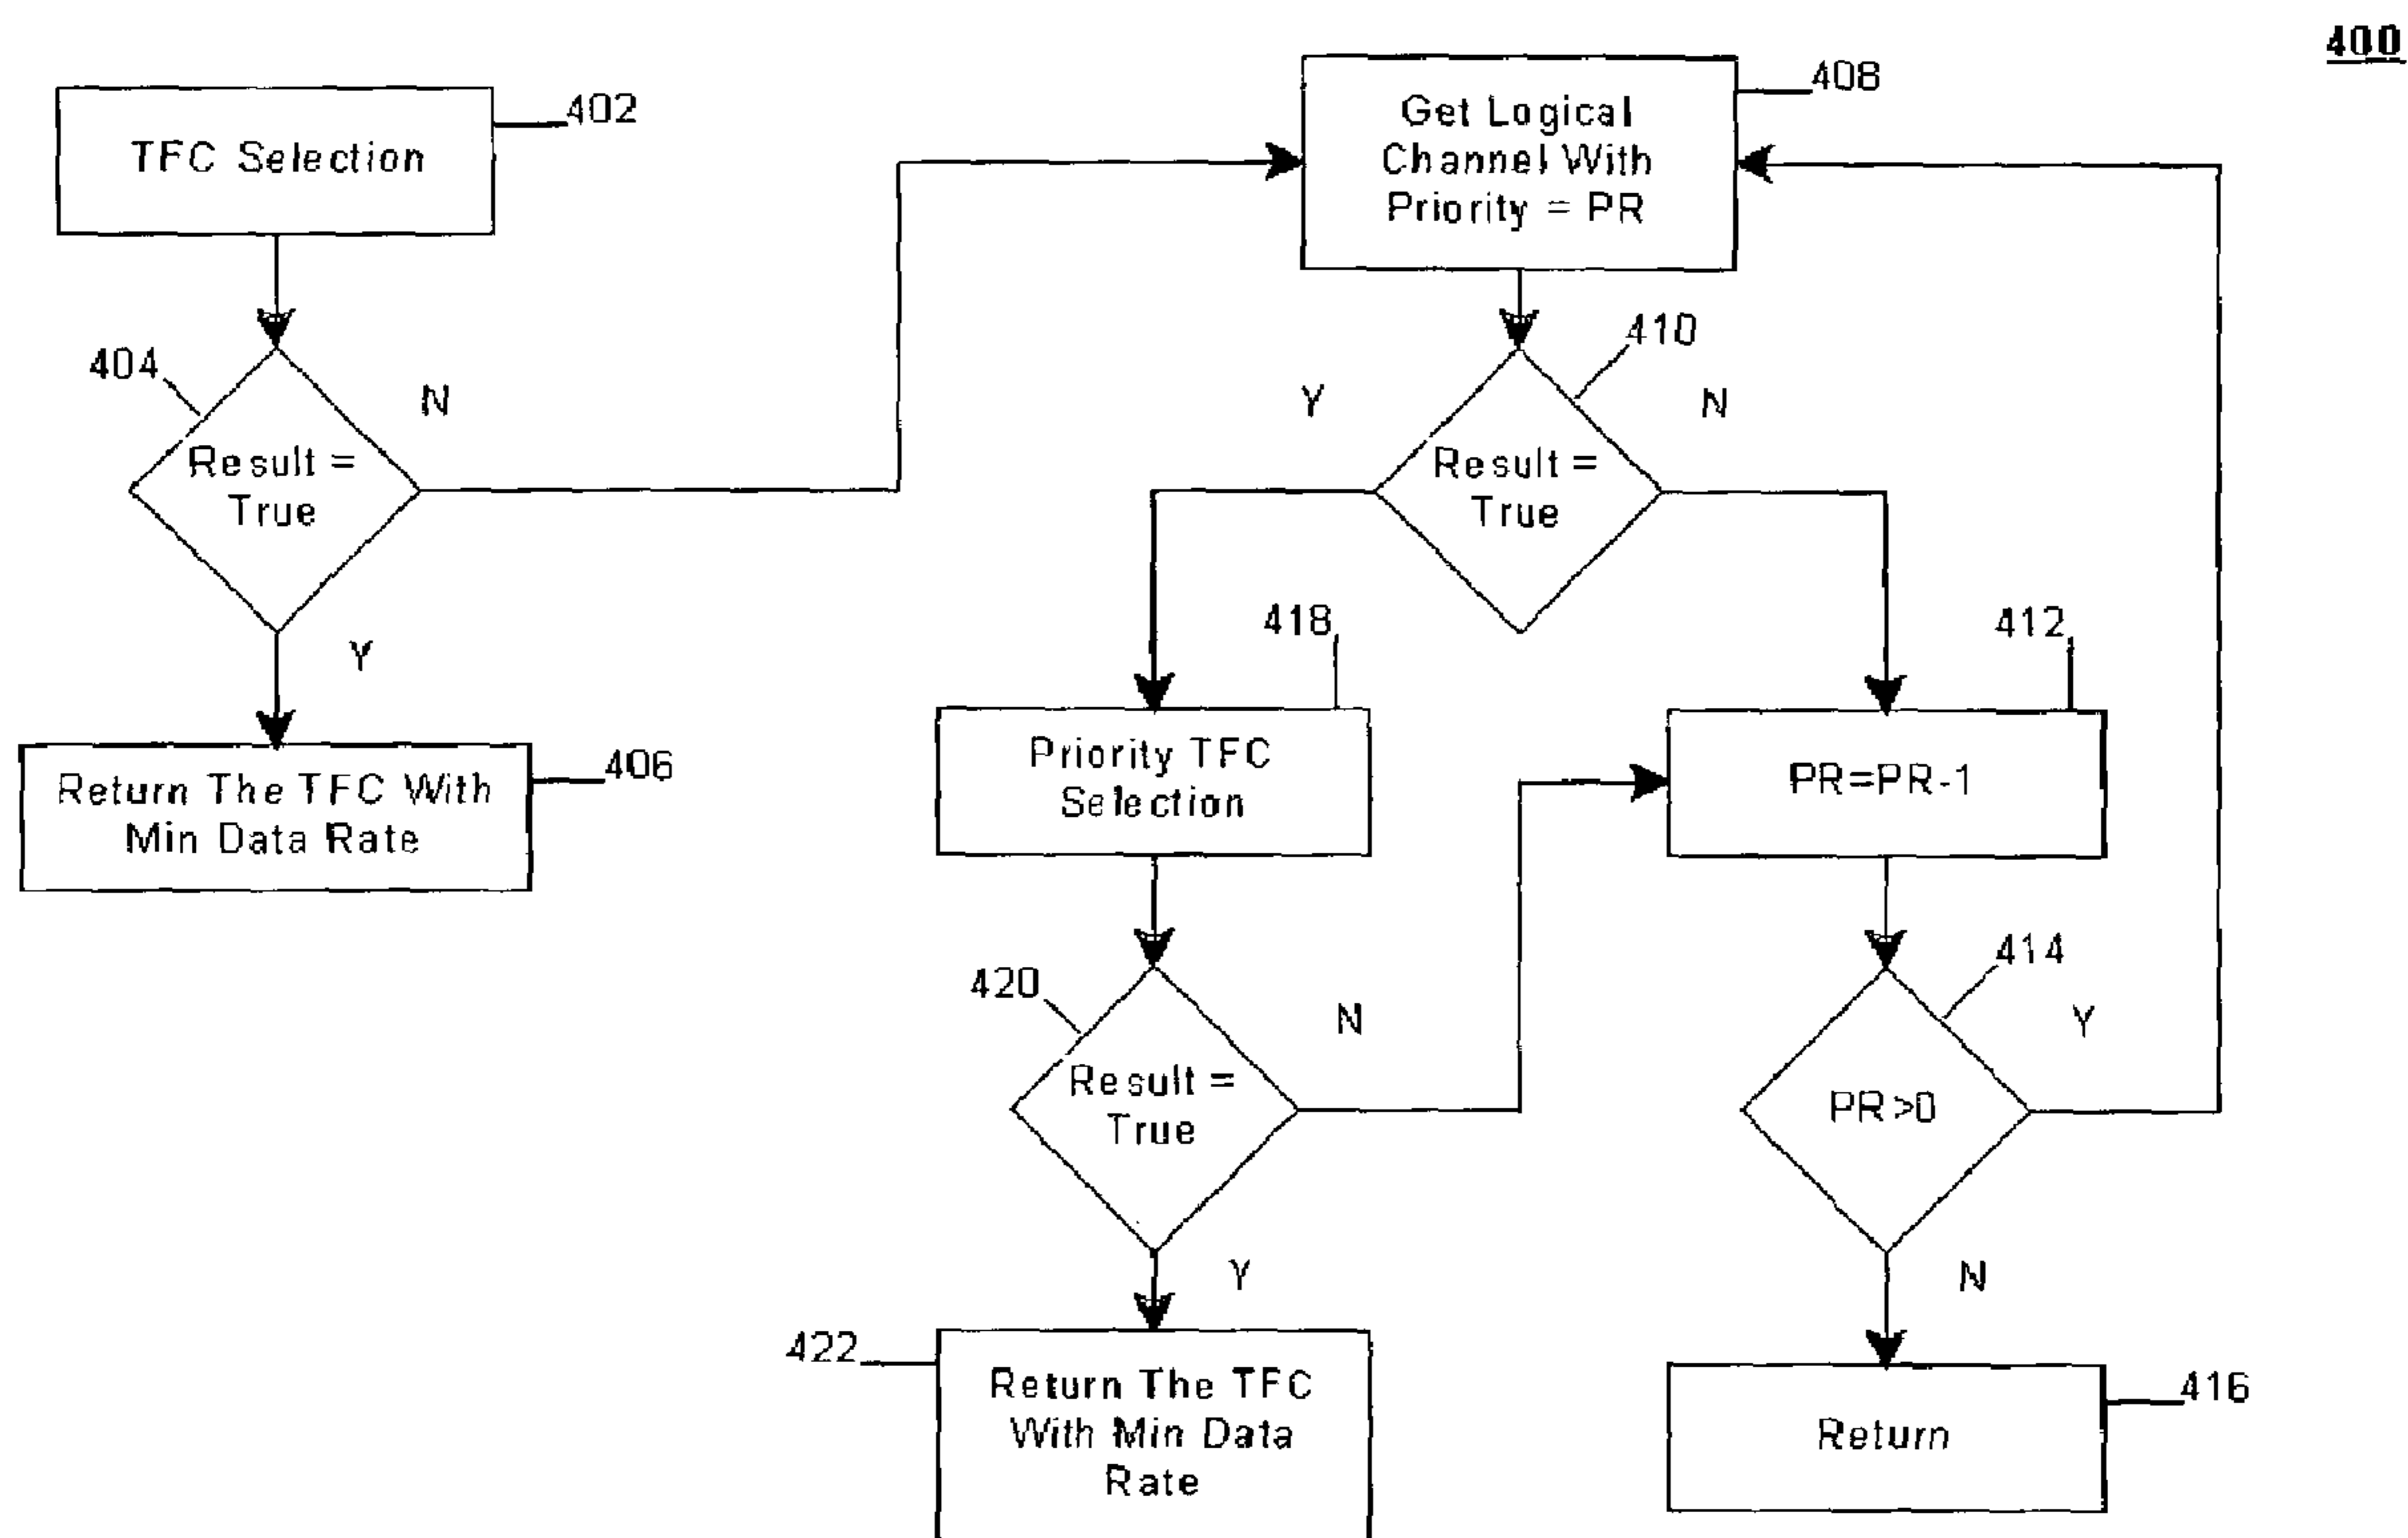 400
402
TFC Selection
404
N
Result =
True
Y
406
Return The TFC With
Min Data Rate
408
Get Logical
Channel With
Priority = PR
410
Y
N
Result =
True
418
Priority TFC
Selection
412
PR=PR-1
420
N
Result =
True
Y
414
Y
PR>0
N
422
Return The TFC
With Min Data
Rate
416
Return